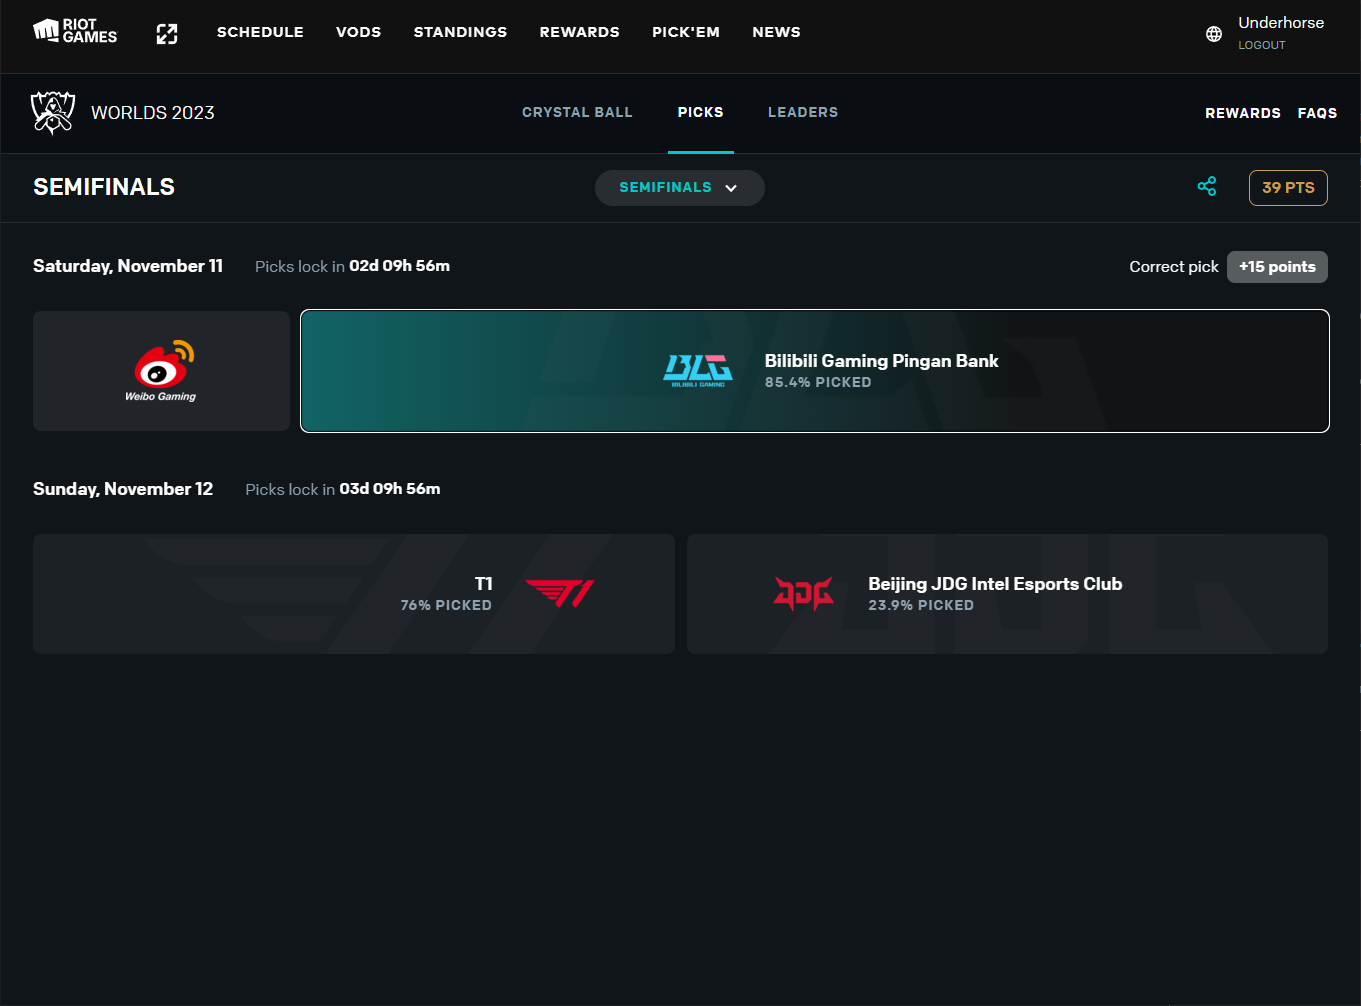 RIOT GAMES
SCHEDULE VODS STANDINGS REWARDS PICK'EM NEWS
Underhorse
LOGOUT
WORLDS 2023
CRYSTAL BALL PICKS LEADERS
REWARDS FAQS
SEMIFINALS
SEMIFINALS
39 PTS
Saturday, November 11 Picks lock in 02d 09h 56m
Correct pick +15 points
Weibo Gaming
BLG
BILIBILI GAMING
Bilibili Gaming Pingan Bank
85.4% PICKED
Sunday, November 12 Picks lock in 03d 09h 56m
T1
76% PICKED
T1
JDG
Beijing JDG Intel Esports Club
23.9% PICKED